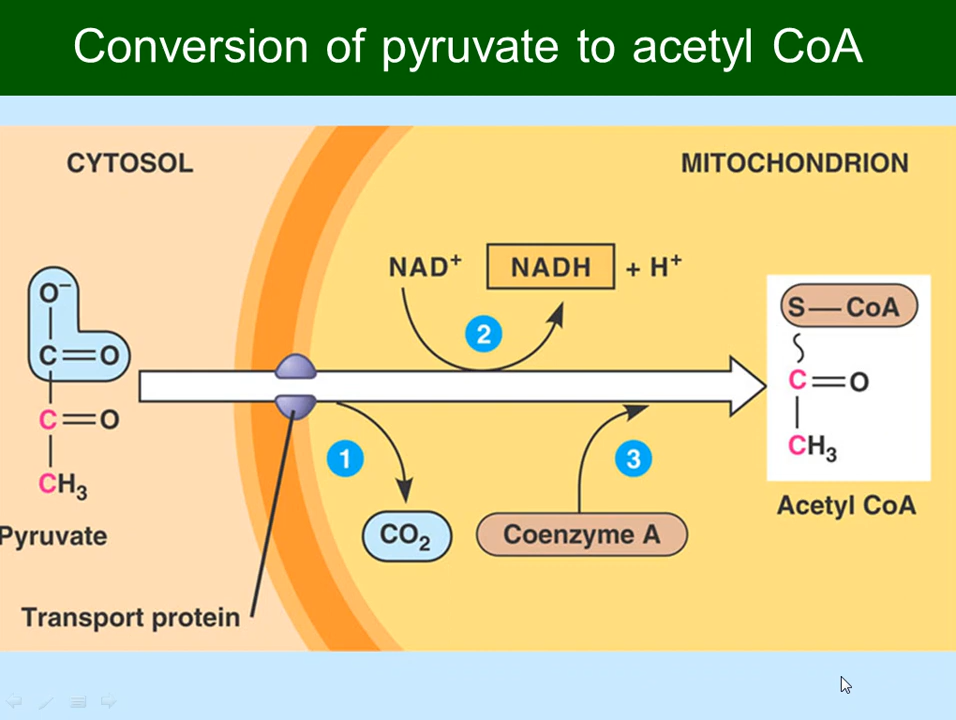 Conversion of pyruvate to acetyl CoA
CYTOSOL
MITOCHONDRION
NAD⁺ NADH + H⁺
O⁻
C=O
C=O
CH₃
Pyruvate
2
1
3
S—CoA
C=O
CH₃
Acetyl CoA
CO₂
Coenzyme A
Transport protein